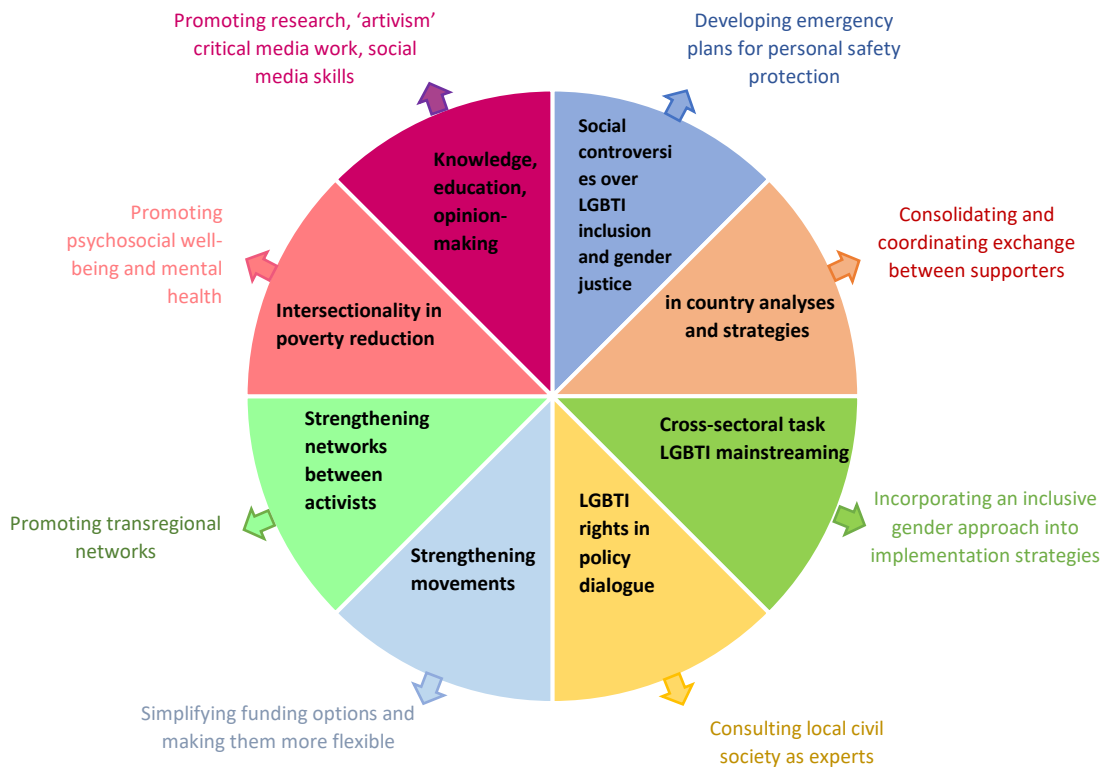 Promoting research, ‘artivism’
critical media work, social
media skills
Developing emergency
plans for personal safety
protection
Knowledge,
education,
opinion-
making
Social
controversi
es over
LGBTI
inclusion
and gender
justice
Promoting
psychosocial well-
being and mental
health
Consolidating and
coordinating exchange
between supporters
Intersectionality in
poverty reduction
in country analyses
and strategies
Strengthening
networks
between
activists
Cross-sectoral task
LGBTI mainstreaming
Promoting transregional
networks
Strengthening
movements
LGBTI
rights in
policy
dialogue
Incorporating an inclusive
gender approach into
implementation strategies
Simplifying funding options and
making them more flexible
Consulting local civil
society as experts